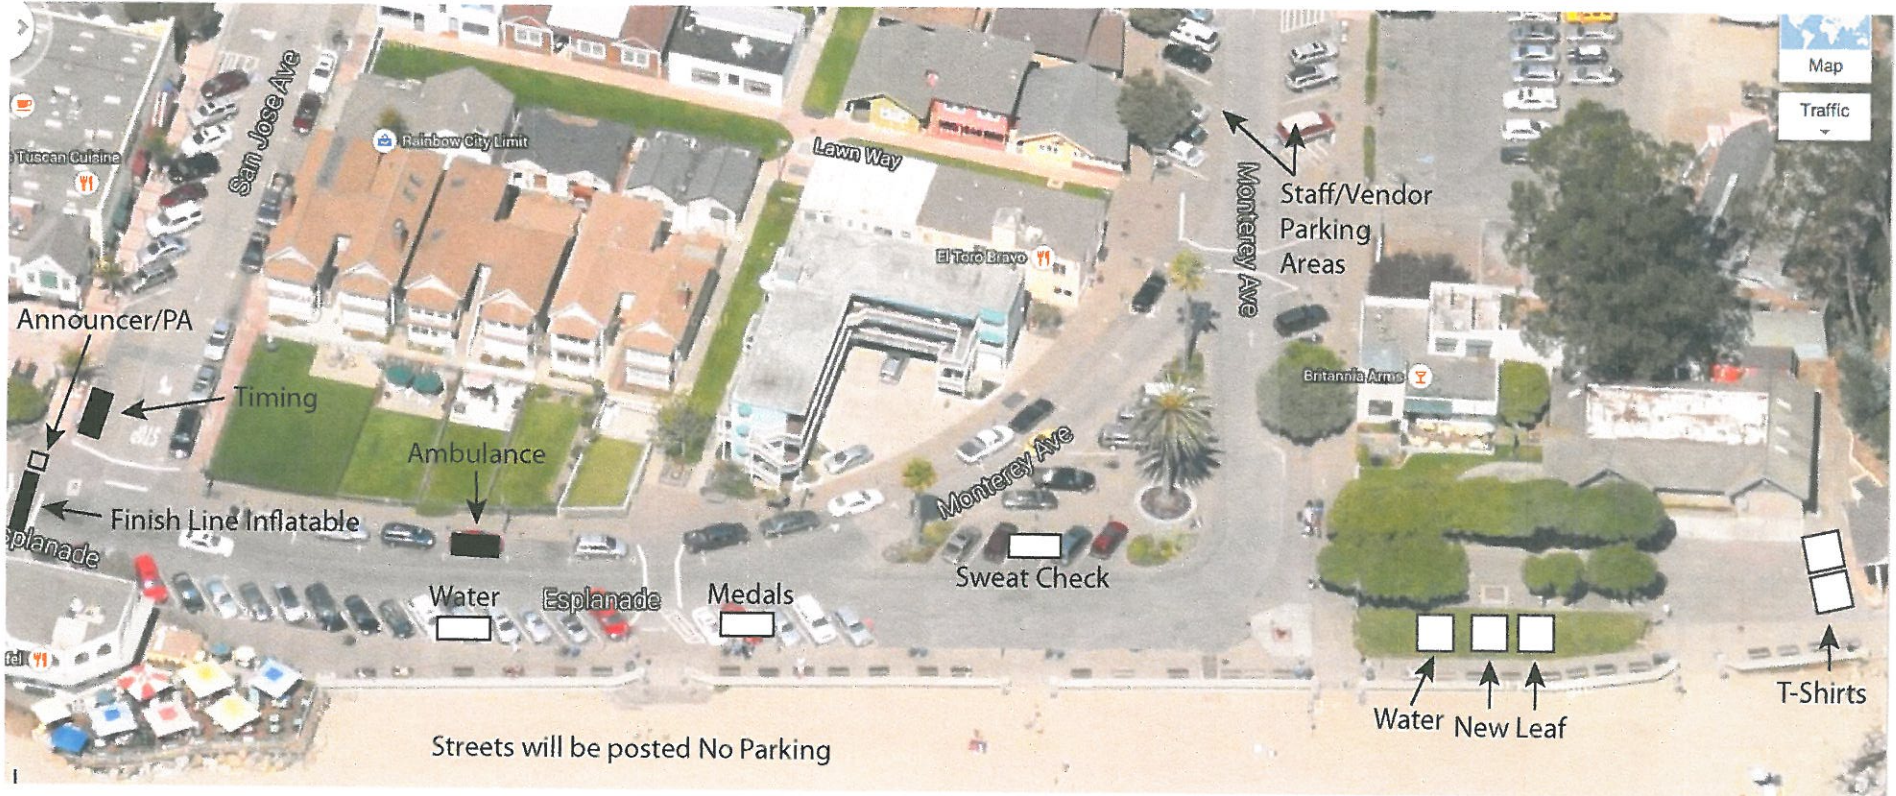 Map
Traffic
San Jose Ave
Rainbow City Limit
Tuscan Cuisine
Lawn Way
Monterey Ave
Staff/Vendor
Parking
Areas
El Toro Bravo
Announcer/PA
Timing
Britannia Arms
STOP
Ambulance
Monterey Ave
Finish Line Inflatable
splanade
Sweat Check
Water
Esplanade
Medals
T-Shirts
Water
New Leaf
Streets will be posted No Parking